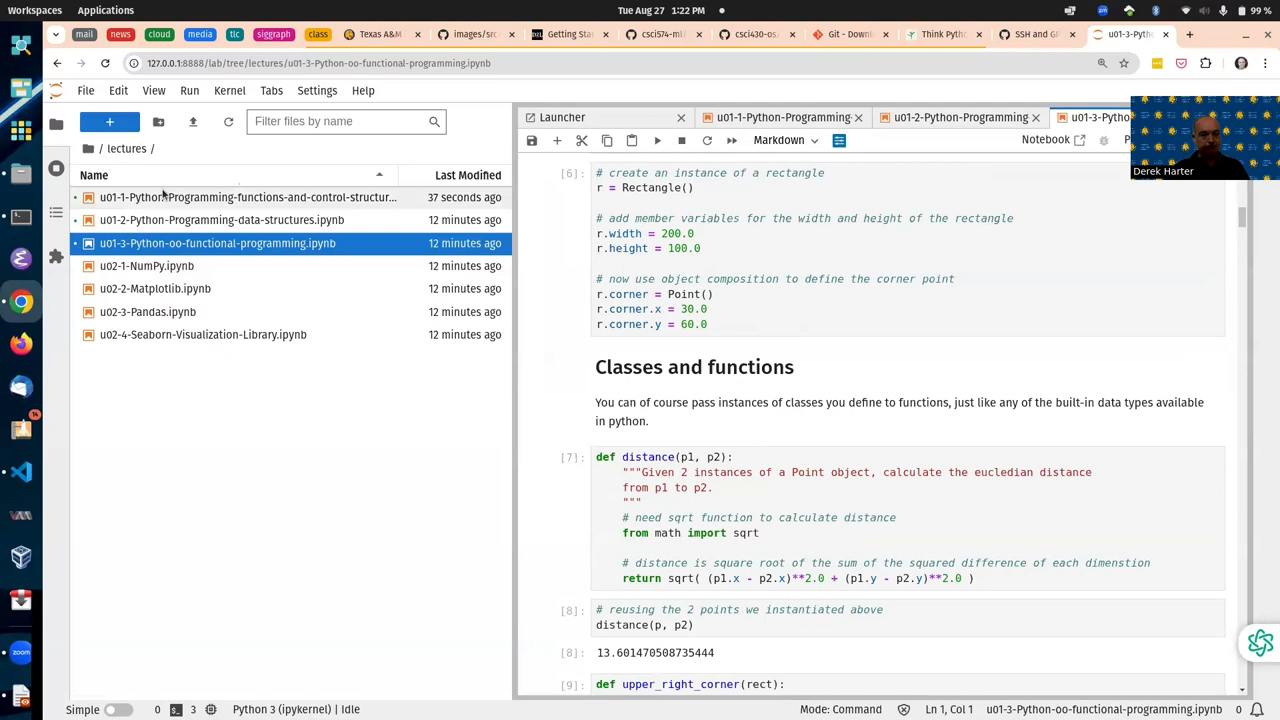 Workspaces Applications
Tue Aug 27 1:22 PM
99 %
mail
news
cloud
media
tlc
siggraph
class
Texas A&M
images/src/
Getting Sta
csci574-ml/
csci430-os/
Git - Downl
Think Pytho
SSH and GP
u01-3-Pyth
127.0.0.1:8888/lab/tree/lectures/u01-3-Python-oo-functional-programming.ipynb
File Edit View Run Kernel Tabs Settings Help
+
Filter files by name
/ lectures /
Name
Last Modified
u01-1-Python-Programming-functions-and-control-structur... 37 seconds ago
u01-2-Python-Programming-data-structures.ipynb 12 minutes ago
u01-3-Python-oo-functional-programming.ipynb 12 minutes ago
u02-1-NumPy.ipynb 12 minutes ago
u02-2-Matplotlib.ipynb 12 minutes ago
u02-3-Pandas.ipynb 12 minutes ago
u02-4-Seaborn-Visualization-Library.ipynb 12 minutes ago
Launcher
u01-1-Python-Programming-
u01-2-Python-Programming
u01-3-Python-oo
Markdown
Notebook
Derek Harter
[6]: # create an instance of a rectangle
r = Rectangle()
# add member variables for the width and height of the rectangle
r.width = 200.0
r.height = 100.0
# now use object composition to define the corner point
r.corner = Point()
r.corner.x = 30.0
r.corner.y = 60.0
Classes and functions
You can of course pass instances of classes you define to functions, just like any of the built-in data types available
in python.
[7]: def distance(p1, p2):
"""Given 2 instances of a Point object, calculate the eucledian distance
from p1 to p2.
"""
# need sqrt function to calculate distance
from math import sqrt
# distance is square root of the sum of the squared difference of each dimenstion
return sqrt( (p1.x - p2.x)**2.0 + (p1.y - p2.y)**2.0 )
[8]: # reusing the 2 points we instantiated above
distance(p, p2)
[8]: 13.601470508735444
[9]: def upper_right_corner(rect):
14
zoom
Simple 0 3 Python 3 (ipykernel) | Idle
Mode: Command Ln 1, Col 1 u01-3-Python-oo-functional-programming.ipynb 0